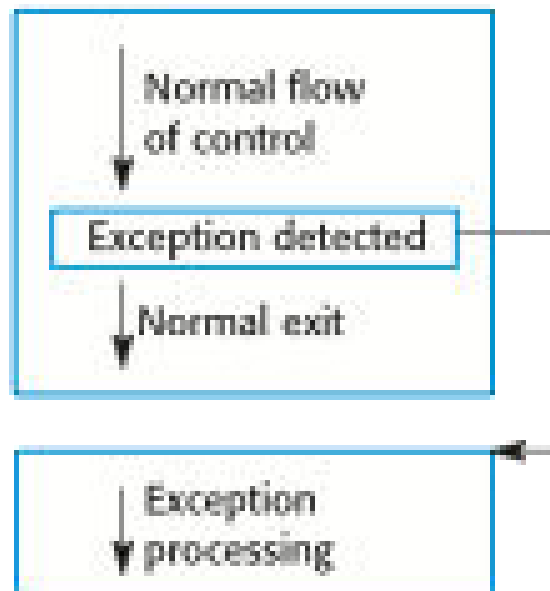 Normal flow
of control
Exception detected
Normal exit
Exception
processing